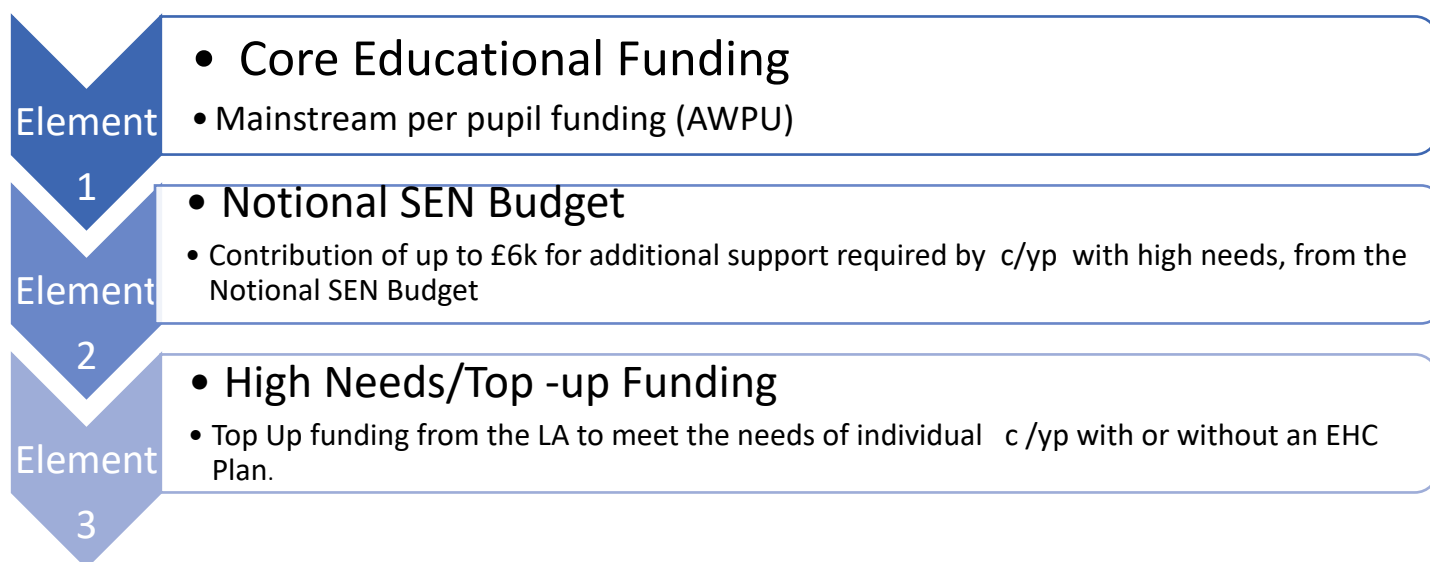 Element
1
• Core Educational Funding
• Mainstream per pupil funding (AWPU)
Element
2
• Notional SEN Budget
• Contribution of up to £6k for additional support required by c/yp with high needs, from the
Notional SEN Budget
Element
3
• High Needs/Top -up Funding
• Top Up funding from the LA to meet the needs of individual c /yp with or without an EHC
Plan.